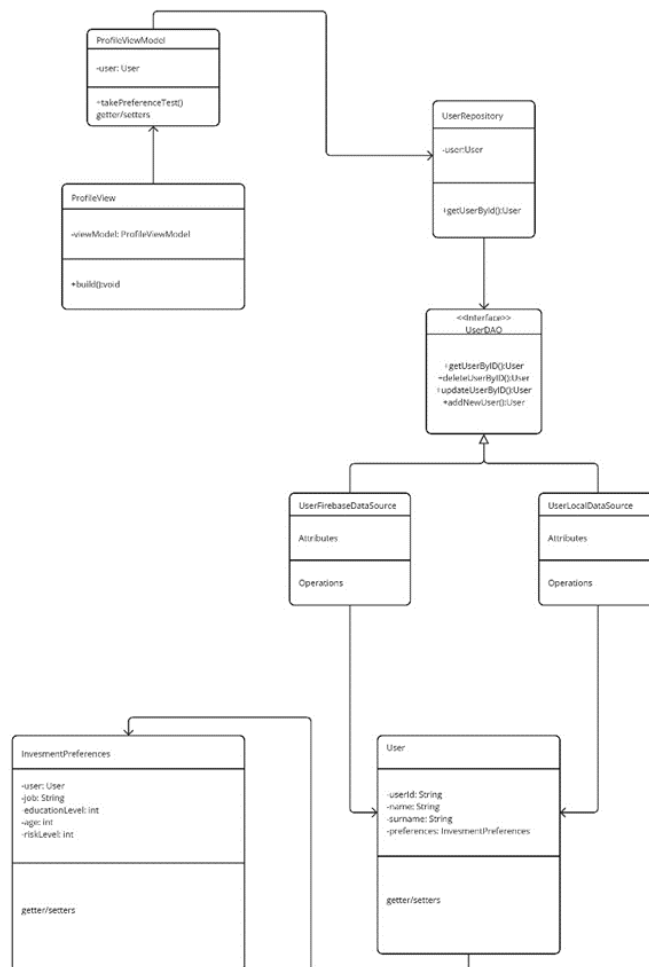 ProfileViewModel
-user: User
+takePreferenceTest()
getter/setters
UserRepository
-user:User
+getUserById():User
ProfileView
-viewModel: ProfileViewModel
+build():void
<<Interface>>
UserDAO
+getUserByID():User
+deleteUserByID():User
+updateUserByID():User
+addNewUser():User
UserFirebaseDataSource
Attributes
Operations
UserLocalDataSource
Attributes
Operations
InvesmentPreferences
-user: User
-job: String
-educationLevel: int
-age: int
-riskLevel: int
getter/setters
User
-userId: String
-name: String
-surname: String
-preferences: InvesmentPreferences
getter/setters